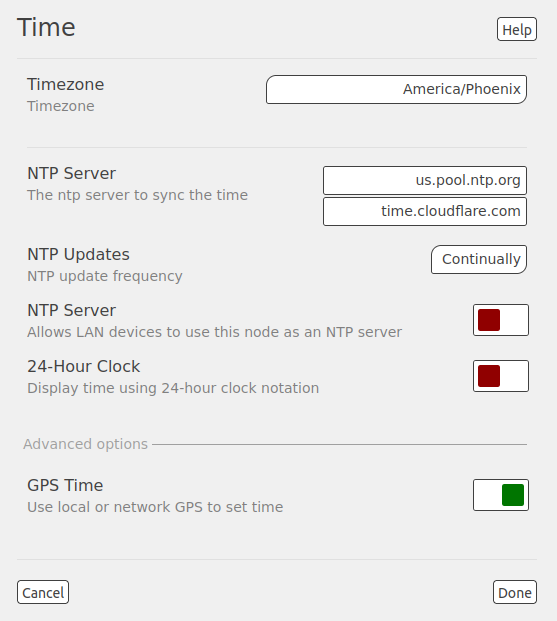 Time
Help
Timezone
America/Phoenix
Timezone
NTP Server
us.pool.ntp.org
The ntp server to sync the time
time.cloudflare.com
NTP Updates
Continually
NTP update frequency
NTP Server
Allows LAN devices to use this node as an NTP server
24-Hour Clock
Display time using 24-hour clock notation
Advanced options
GPS Time
Use local or network GPS to set time
Cancel
Done